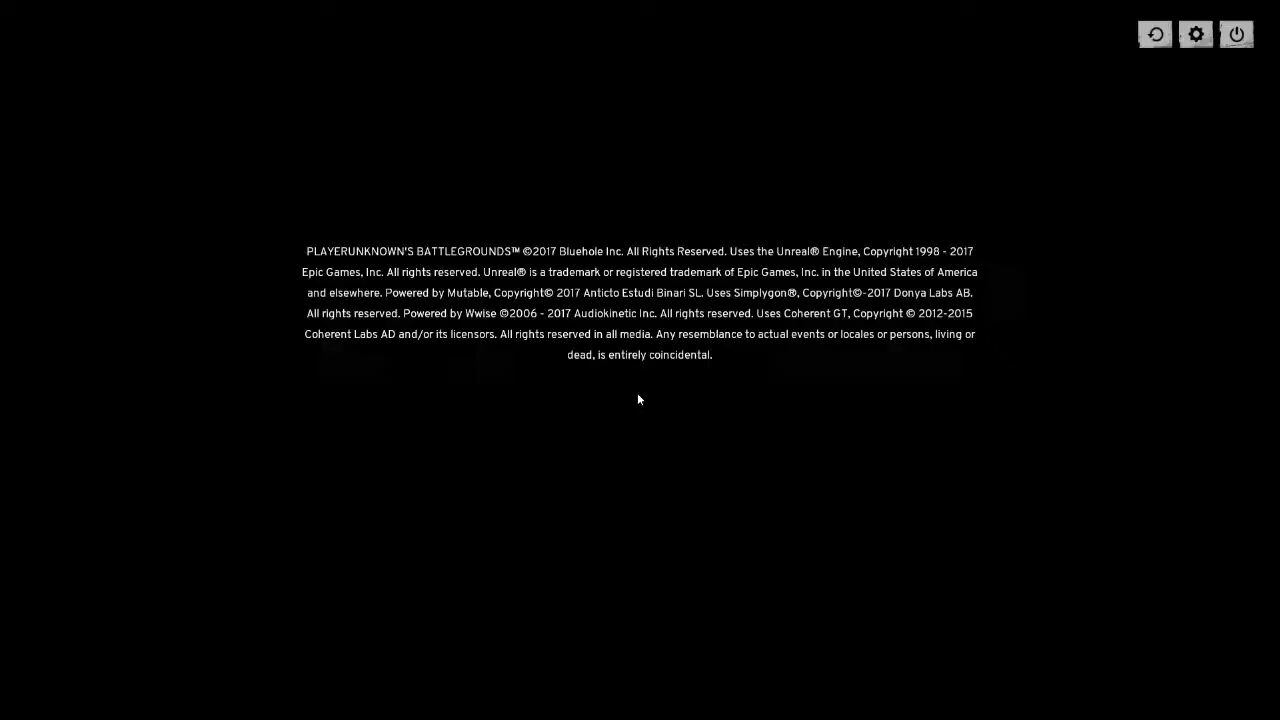 PLAYERUNKNOWN'S BATTLEGROUNDS™ ©2017 Bluehole Inc. All Rights Reserved. Uses the Unreal® Engine, Copyright 1998 - 2017
Epic Games, Inc. All rights reserved. Unreal® is a trademark or registered trademark of Epic Games, Inc. in the United States of America
and elsewhere. Powered by Mutable, Copyright© 2017 Anticto Estudi Binari SL. Uses Simplygon®, Copyright©-2017 Donya Labs AB.
All rights reserved. Powered by Wwise ©2006 - 2017 Audiokinetic Inc. All rights reserved. Uses Coherent GT, Copyright © 2012-2015
Coherent Labs AD and/or its licensors. All rights reserved in all media. Any resemblance to actual events or locales or persons, living or
dead, is entirely coincidental.